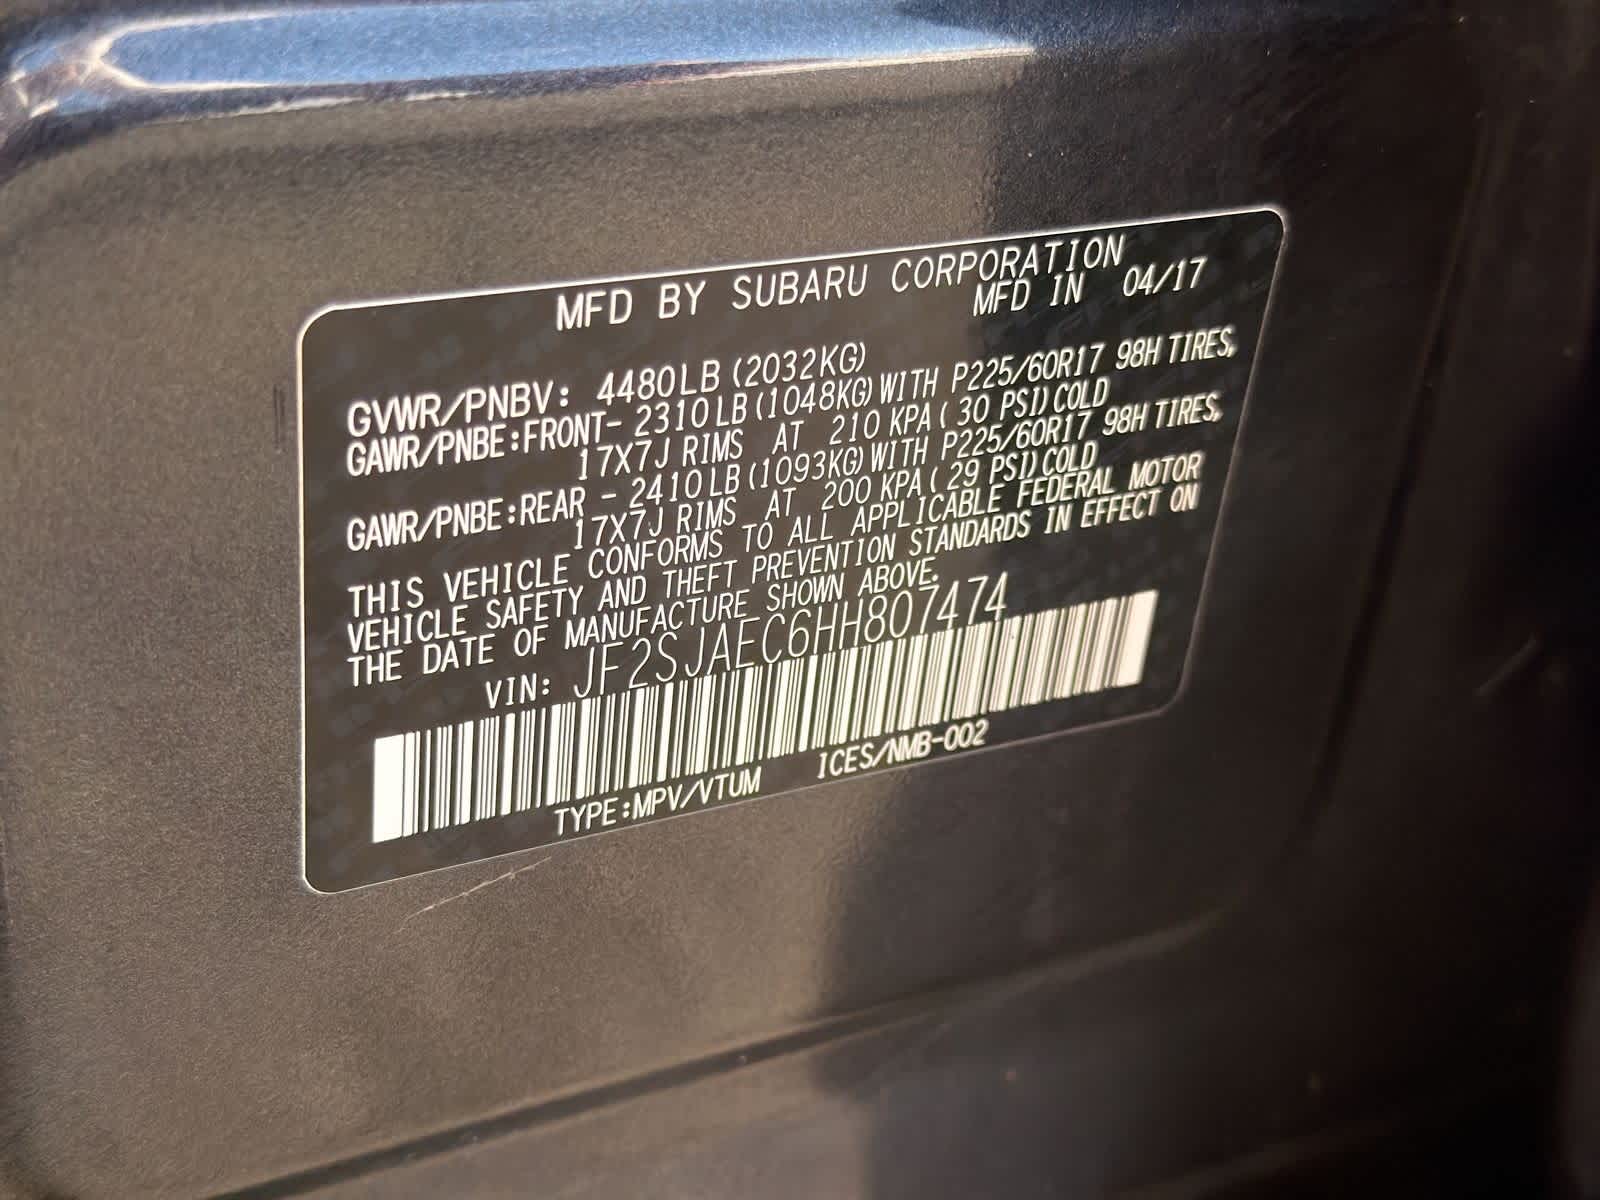 MFD BY SUBARU CORPORATION
MFD IN 04/17
GVWR/PNBV: 4480LB (2032KG)
GAWR/PNBE:FRONT- 2310LB (1048KG) WITH P225/60R17 98H TIRES,
17X7J RIMS AT 210 KPA ( 30 PSI) COLD
GAWR/PNBE:REAR - 2410LB (1093KG) WITH P225/60R17 98H TIRES,
17X7J RIMS AT 200 KPA ( 29 PSI) COLD
THIS VEHICLE CONFORMS TO ALL APPLICABLE FEDERAL MOTOR
VEHICLE SAFETY AND THEFT PREVENTION STANDARDS IN EFFECT ON
THE DATE OF MANUFACTURE SHOWN ABOVE.
VIN: JF2SJAEC6HH807474
TYPE:MPV/VTUM ICES/NMB-002